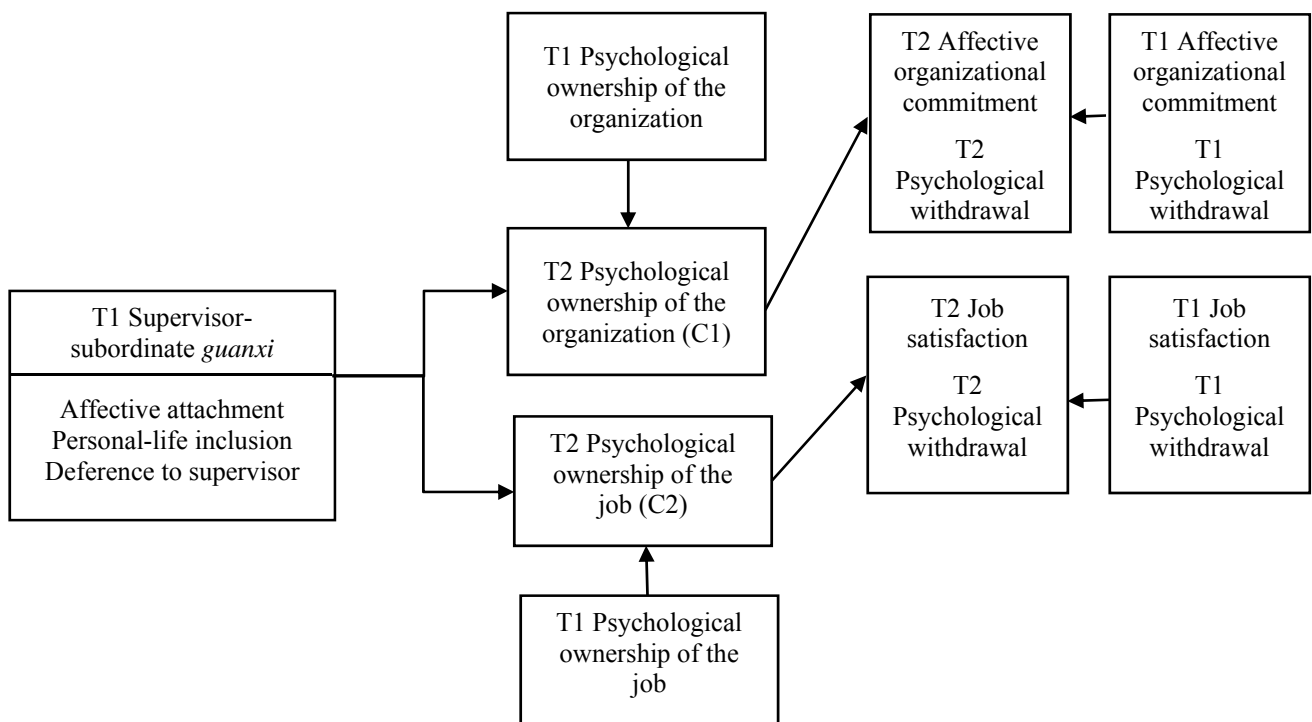 T1 Psychological
ownership of the
organization
T2 Affective
organizational
commitment
T2
Psychological
withdrawal
T1 Affective
organizational
commitment
T1
Psychological
withdrawal
T2 Psychological
ownership of the
organization (C1)
T1 Supervisor-
subordinate guanxi
Affective attachment
Personal-life inclusion
Deference to supervisor
T2 Job
satisfaction
T2
Psychological
withdrawal
T1 Job
satisfaction
T1
Psychological
withdrawal
T2 Psychological
ownership of the
job (C2)
T1 Psychological
ownership of the
job